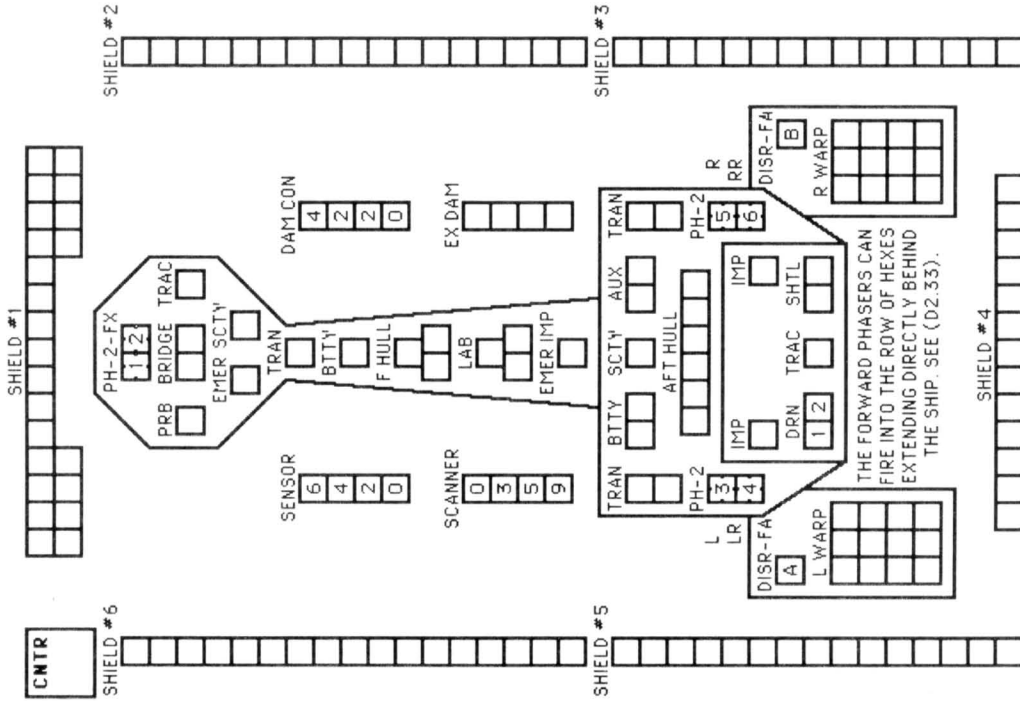 CNTR
SHIELD #1
SHIELD #6
SHIELD #2
PH-2-FX
1 2
PRB
BRIDGE
TRAC
EMER SCTY
SENSOR
6
4
2
0
TRAN
BTTY
DAM CON
4
2
2
0
F HULL
SCANNER
0
3
5
9
LAB
EX DAM
EMER IMP
SHIELD #5
SHIELD #3
TRAN
BTTY
SCTY
AUX
TRAN
AFT HULL
L
LR
PH-2
3
4
PH-2
5
6
R
RR
IMP
IMP
DISR-FA
A
L WARP
DRN
1 2
TRAC
SHTL
DISR-FA
B
R WARP
THE FORWARD PHASERS CAN
FIRE INTO THE ROW OF HEXES
EXTENDING DIRECTLY BEHIND
THE SHIP. SEE (D2.33).
SHIELD #4